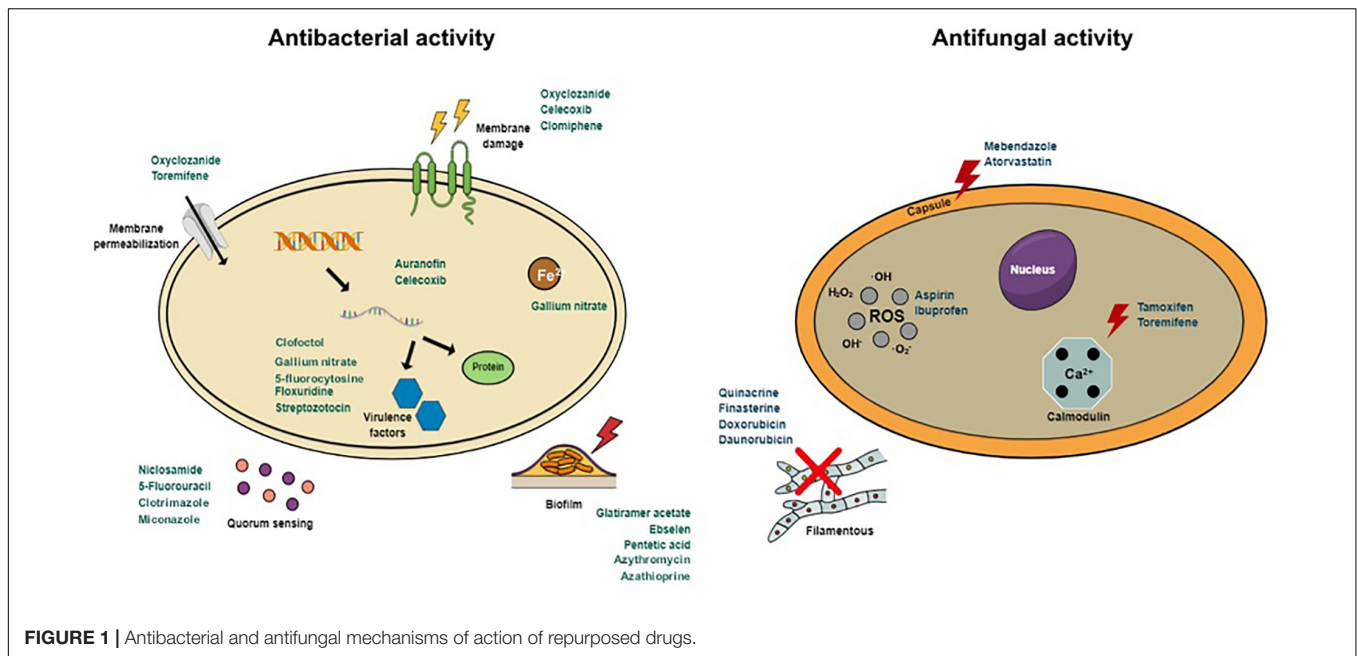 Antibacterial activity
Oxyclozanide
Celecoxib
Clomiphene
Membrane
damage
Oxyclozanide
Toremifene
Membrane
permeabilization
Auranofin
Celecoxib
Fe2+
Gallium nitrate
Clofoctol
Gallium nitrate
5-fluorocytosine
Floxuridine
Streptozotocin
Protein
Virulence
factors
Niclosamide
5-Fluorouracil
Clotrimazole
Miconazole
Quorum sensing
Biofilm
Glatiramer acetate
Ebselen
Pentetic acid
Azythromycin
Azathioprine
Antifungal activity
Mebendazole
Atorvastatin
Capsule
Nucleus
·OH
H₂O₂
ROS
OH-
·O₂-
Aspirin
Ibuprofen
Tamoxifen
Toremifene
Ca²⁺
Calmodulin
Quinacrine
Finasterine
Doxorubicin
Daunorubicin
Filamentous
FIGURE 1 | Antibacterial and antifungal mechanisms of action of repurposed drugs.